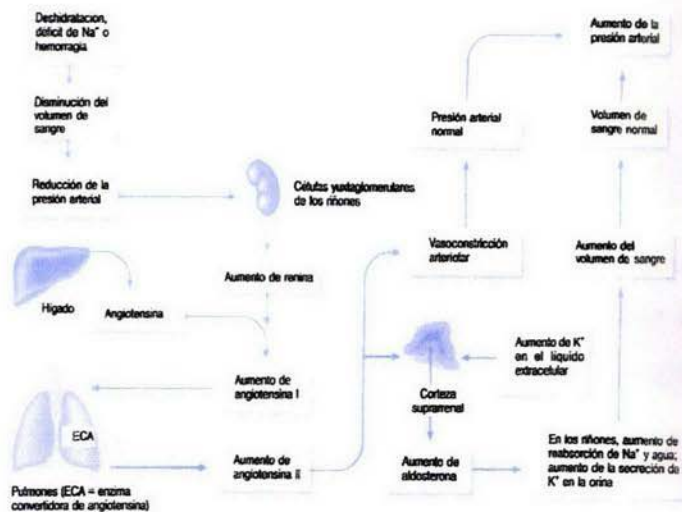 Deshidratacion,
déficit de Na⁺ o
hemorragia
Disminución del
volumen de
sangre
Reducción de la
presión arterial
Células yuxtaglomerulares
de los riñones
Aumento de renina
Hígado
Angiotensina
Aumento de
angiotensina I
ECA
Pulmones (ECA = enzima
convertidora de angiotensina)
Aumento de
angiotensina II
Vasoconstricción
arteriolar
Presión arterial
normal
Aumento de la
presión arterial
Volumen de
sangre normal
Aumento del
volumen de sangre
Aumento de K⁺
en el líquido
extracelular
Corteza
suprarrenal
Aumento de
aldosterona
En los riñones, aumento de
reabsorción de Na⁺ y agua;
aumento de la secreción de
K⁺ en la orina